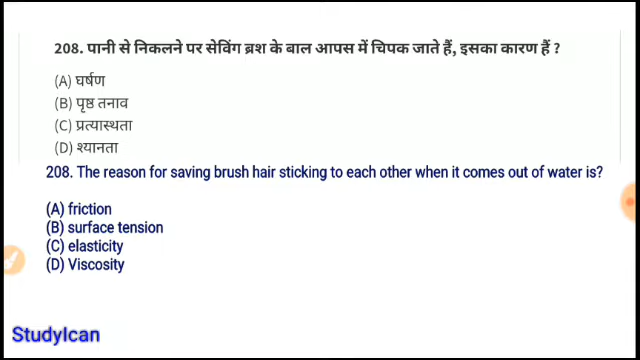 208. पानी से निकलने पर सेविंग ब्रश के बाल आपस में चिपक जाते हैं, इसका कारण हैं ?
(A) घर्षण
(B) पृष्ठ तनाव
(C) प्रत्यास्थता
(D) श्यानता
208. The reason for saving brush hair sticking to each other when it comes out of water is?
(A) friction
(B) surface tension
(C) elasticity
(D) Viscosity
StudyIcan